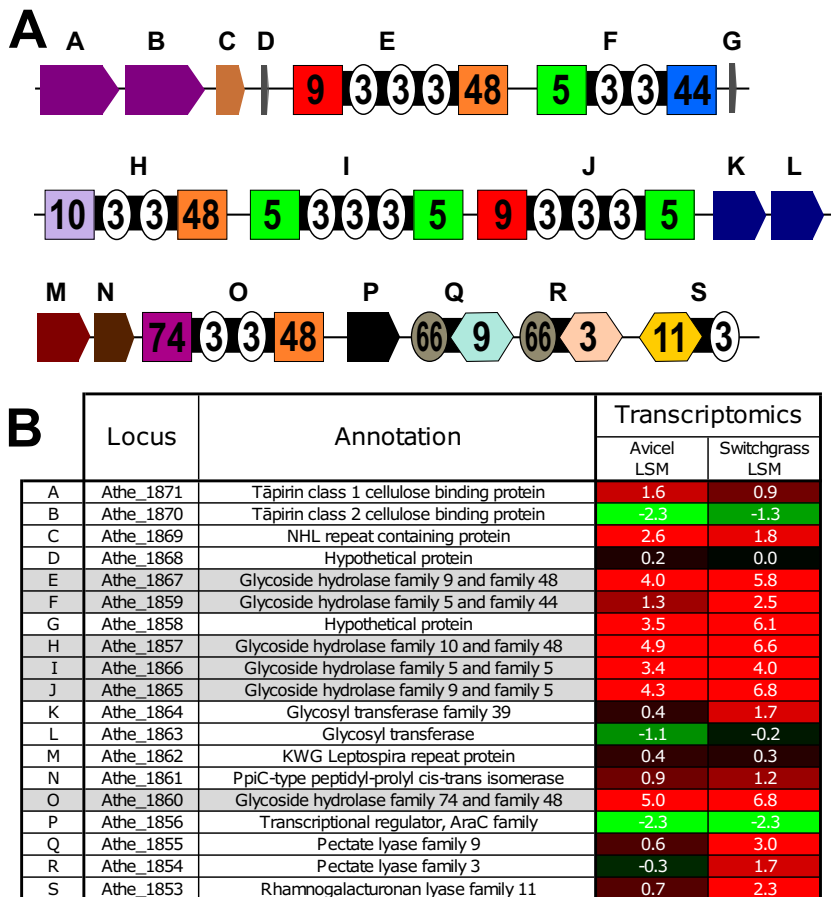 A
A B C D E F G
9 3 3 3 48 5 3 3 44
H I J K L
10 3 3 48 5 3 3 3 5 9 3 3 3 5
M N O P Q R S
74 3 3 48 66 9 66 3 11 3
B
Locus Annotation Transcriptomics
Avicel LSM Switchgrass LSM
A Athe_1871 Tāpirin class 1 cellulose binding protein 1.6 0.9
B Athe_1870 Tāpirin class 2 cellulose binding protein -2.3 -1.3
C Athe_1869 NHL repeat containing protein 2.6 1.8
D Athe_1868 Hypothetical protein 0.2 0.0
E Athe_1867 Glycoside hydrolase family 9 and family 48 4.0 5.8
F Athe_1859 Glycoside hydrolase family 5 and family 44 1.3 2.5
G Athe_1858 Hypothetical protein 3.5 6.1
H Athe_1857 Glycoside hydrolase family 10 and family 48 4.9 6.6
I Athe_1866 Glycoside hydrolase family 5 and family 5 3.4 4.0
J Athe_1865 Glycoside hydrolase family 9 and family 5 4.3 6.8
K Athe_1864 Glycosyl transferase family 39 0.4 1.7
L Athe_1863 Glycosyl transferase -1.1 -0.2
M Athe_1862 KWG Leptospira repeat protein 0.4 0.3
N Athe_1861 PpiC-type peptidyl-prolyl cis-trans isomerase 0.9 1.2
O Athe_1860 Glycoside hydrolase family 74 and family 48 5.0 6.8
P Athe_1856 Transcriptional regulator, AraC family -2.3 -2.3
Q Athe_1855 Pectate lyase family 9 0.6 3.0
R Athe_1854 Pectate lyase family 3 -0.3 1.7
S Athe_1853 Rhamnogalacturonan lyase family 11 0.7 2.3